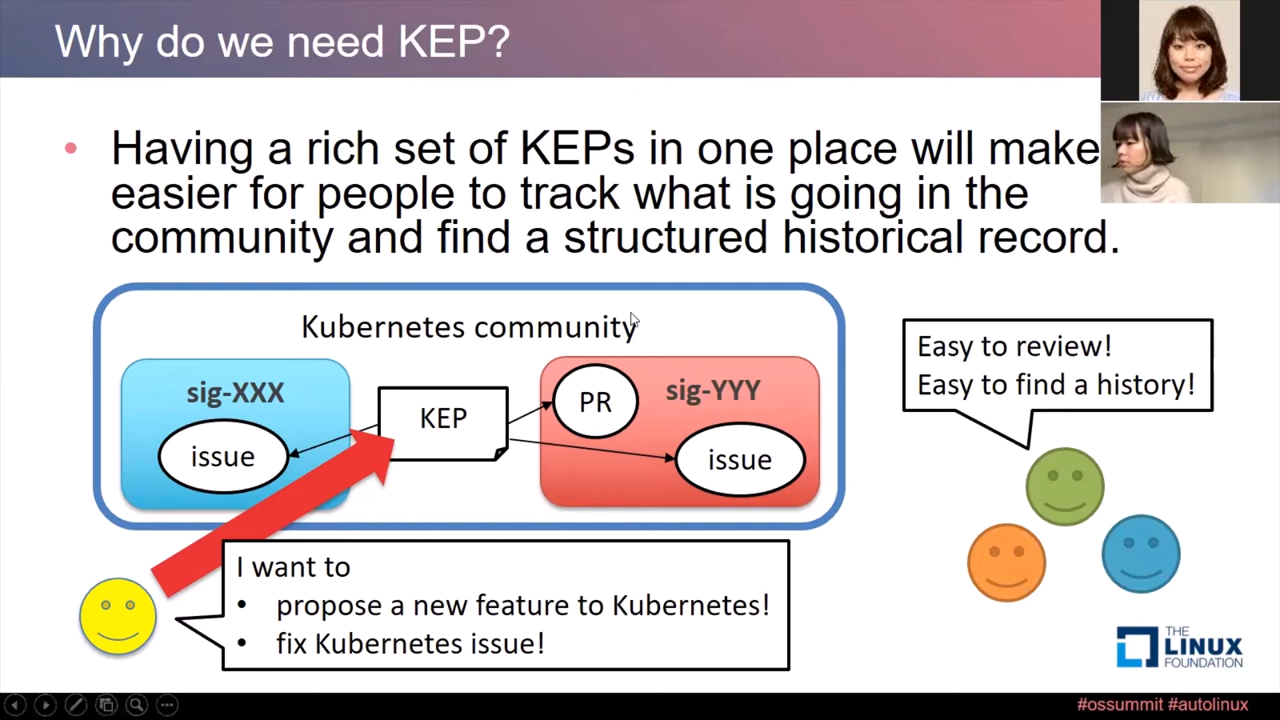 Why do we need KEP?
• Having a rich set of KEPs in one place will make
easier for people to track what is going in the
community and find a structured historical record.
Kubernetes community
sig-XXX
issue
KEP
PR
sig-YYY
issue
Easy to review!
Easy to find a history!
I want to
• propose a new feature to Kubernetes!
• fix Kubernetes issue!
THE
LINUX
FOUNDATION
#ossummit #autolinux